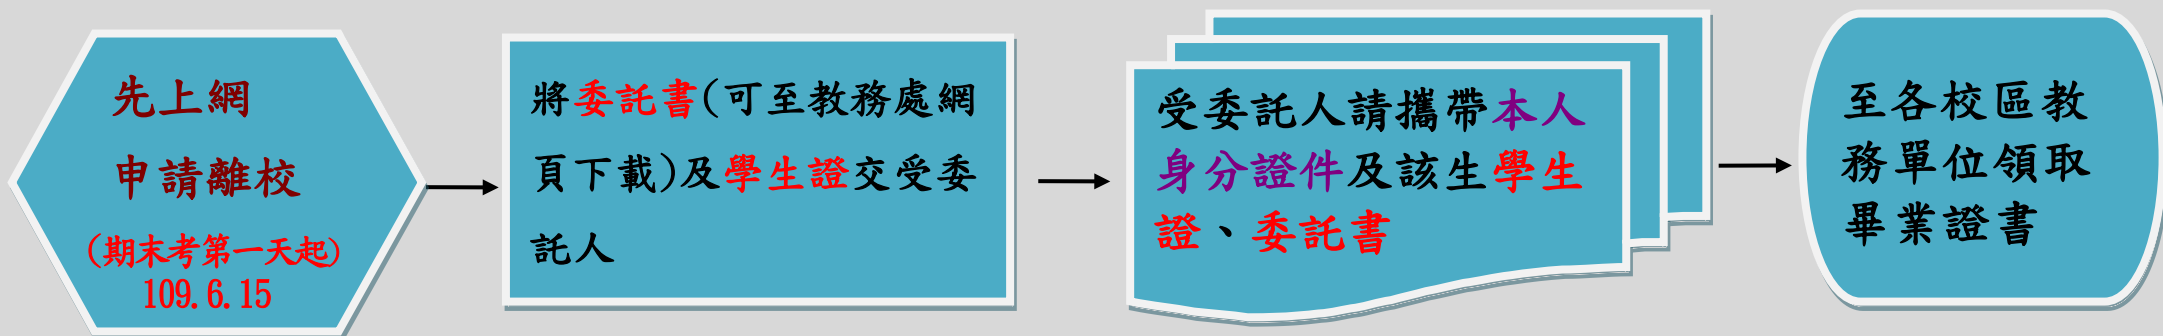 先上網
申請離校
(期末考第一天起)
109.6.15
將委託書(可至教務處網
頁下載)及學生證交受委
託人
受委託人請攜帶本人
身分證件及該生學生
證、委託書
至各校區教
務單位領取
畢業證書